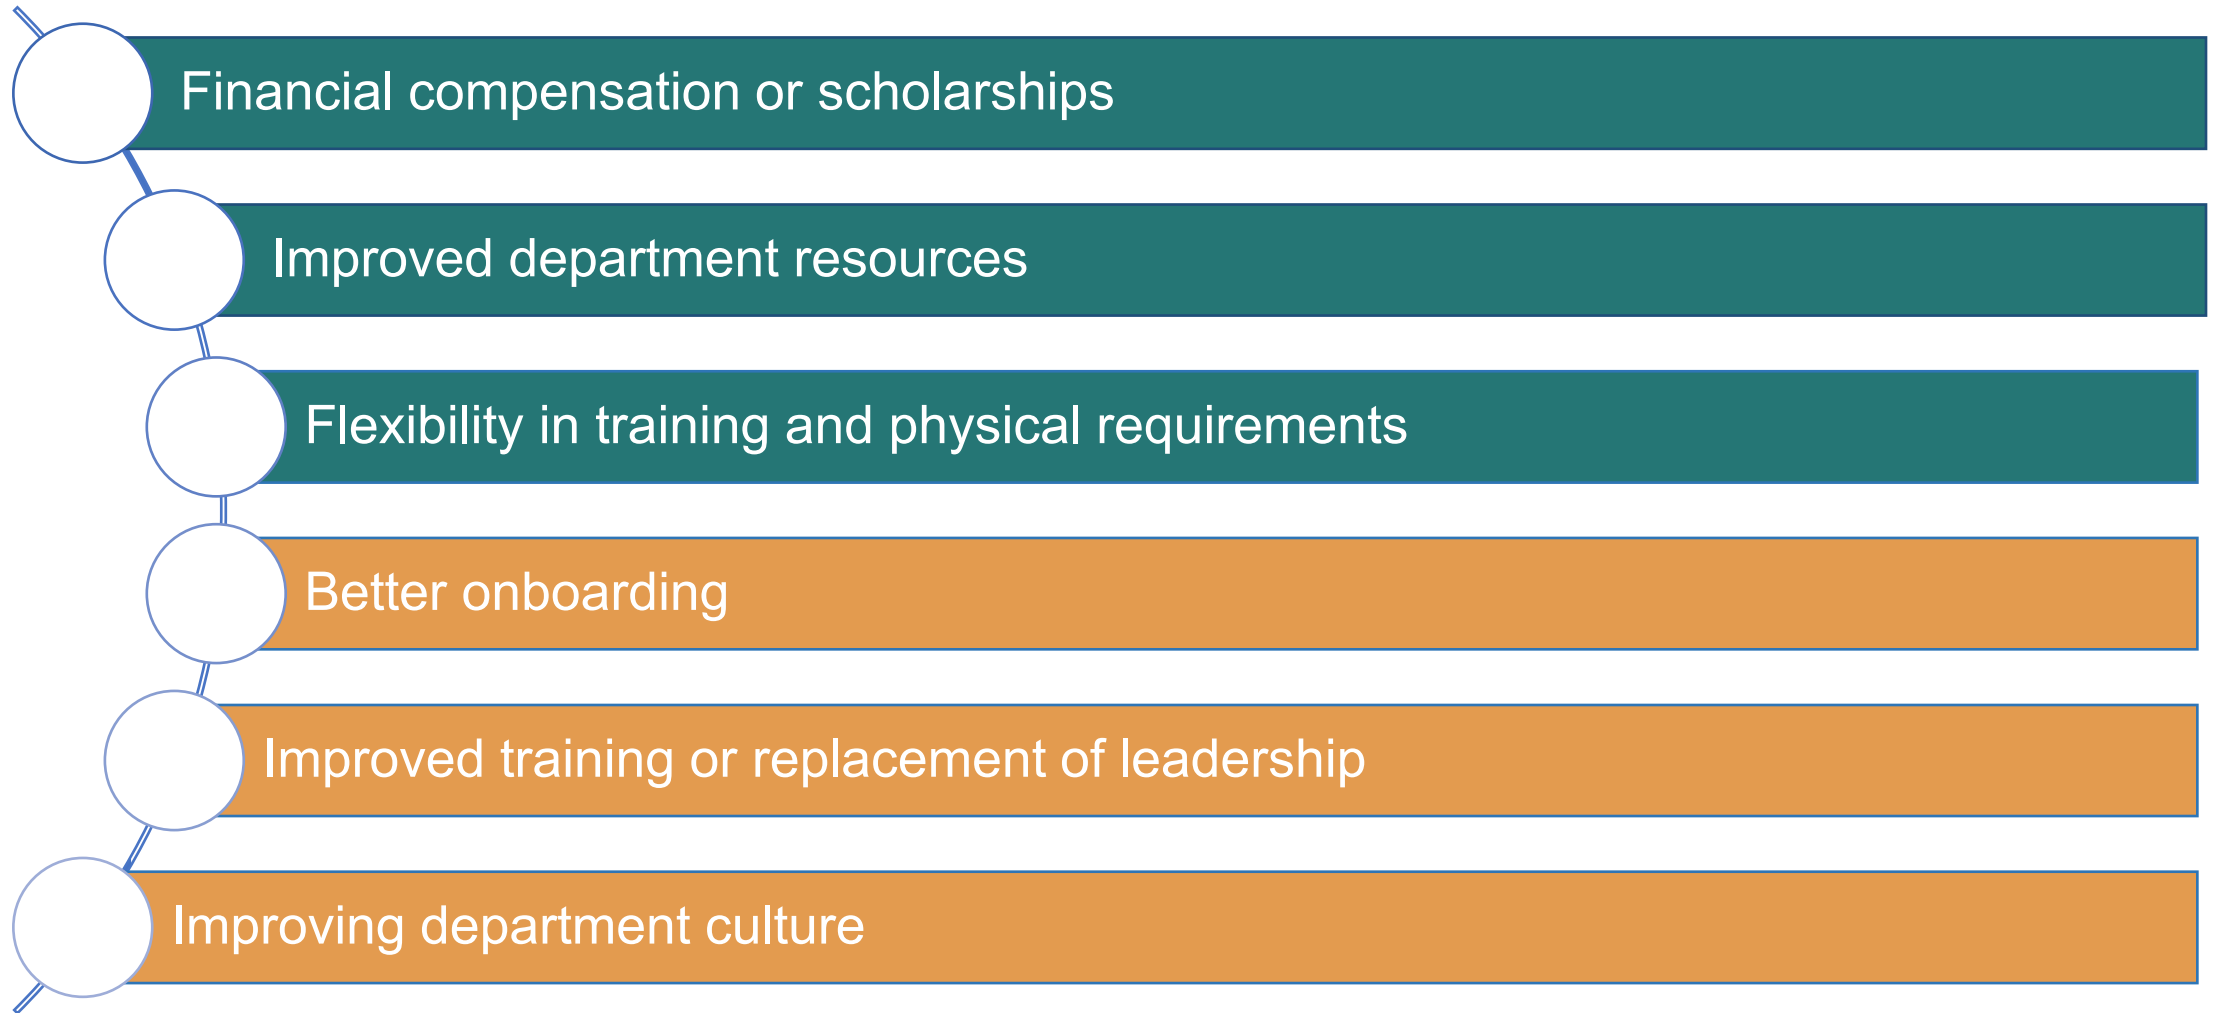 Financial compensation or scholarships
Improved department resources
Flexibility in training and physical requirements
Better onboarding
Improved training or replacement of leadership
Improving department culture